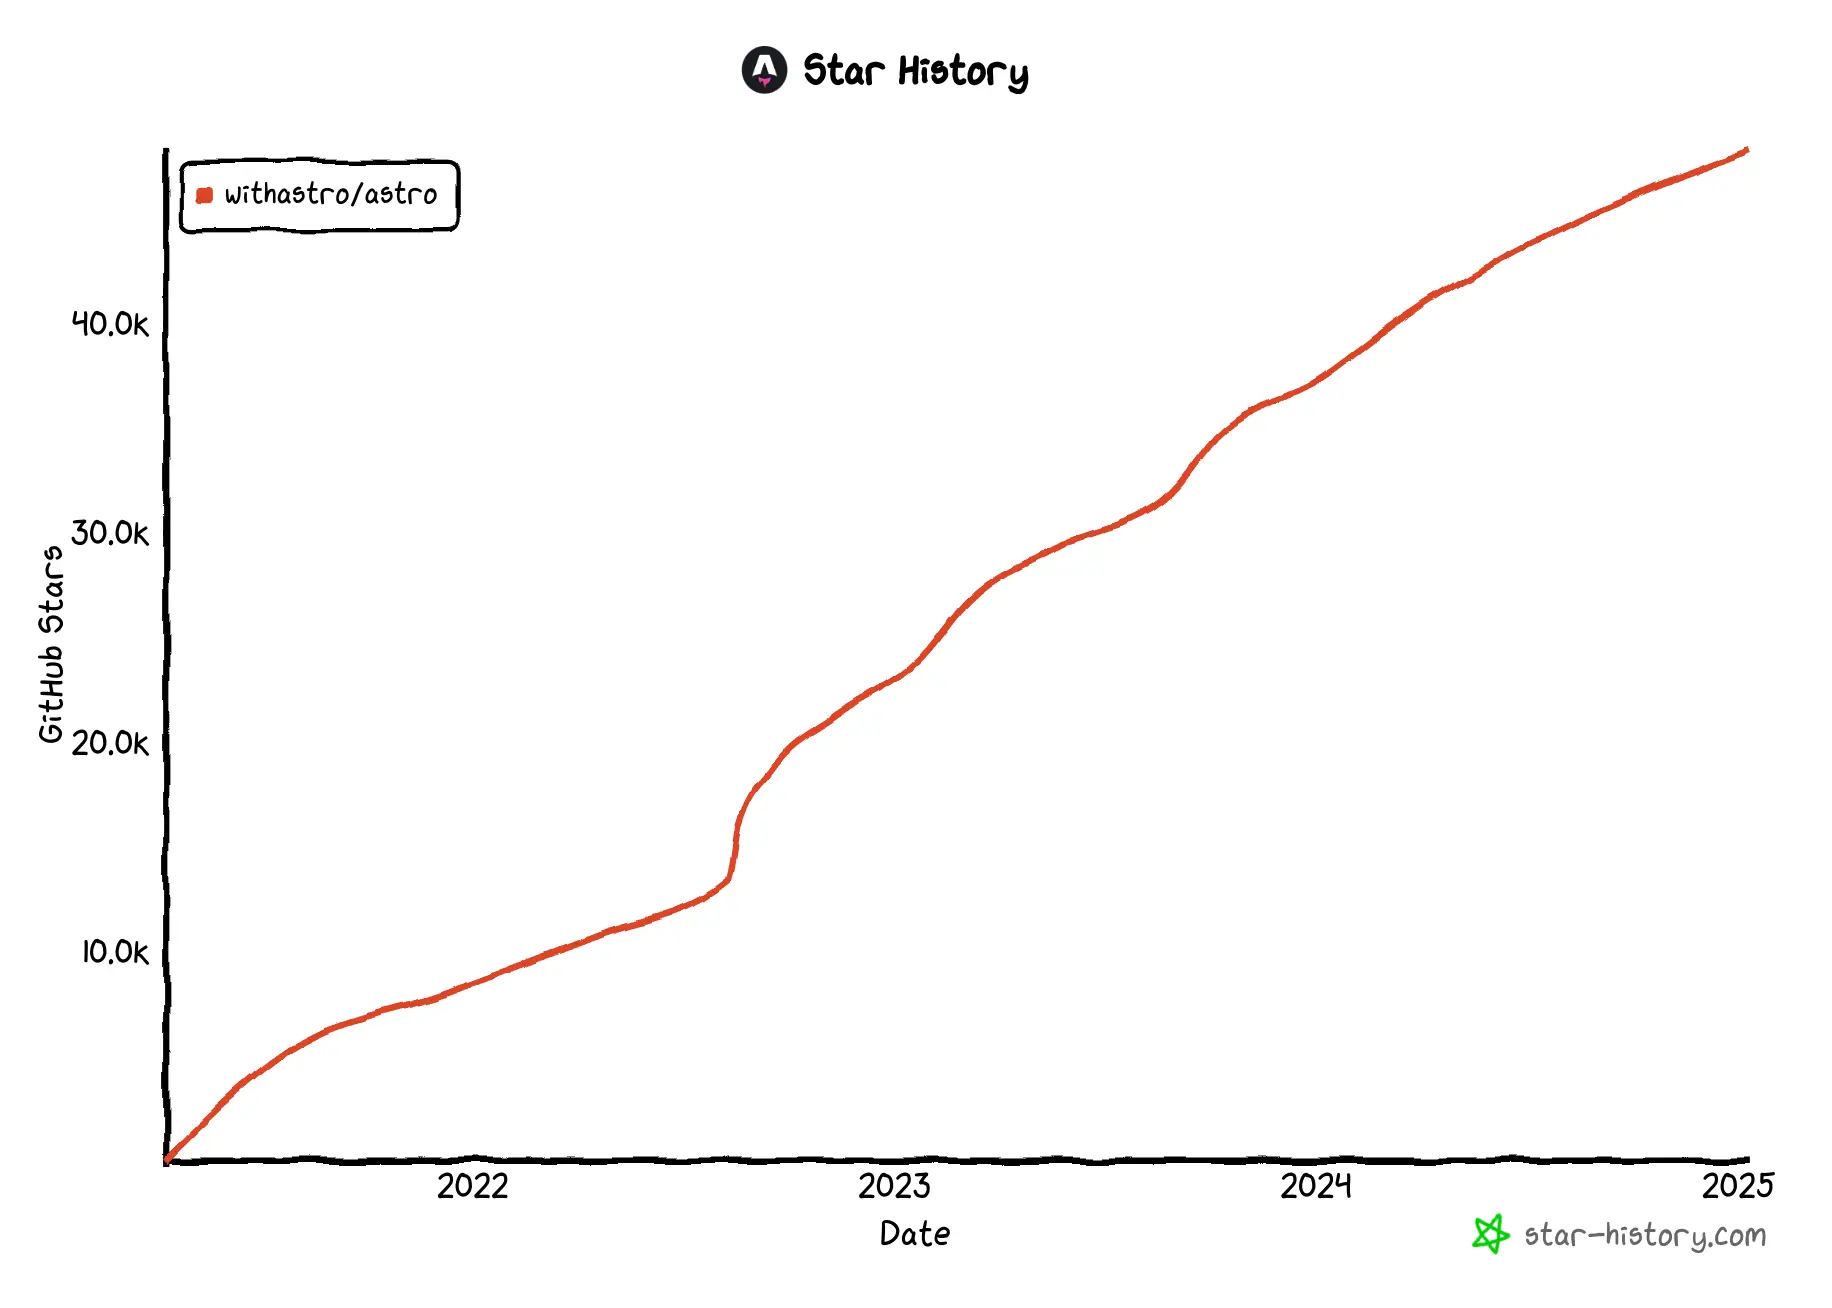 Star History
withastro/astro
40.0k
30.0k
20.0k
10.0k
GitHub Stars
2022 2023 2024 2025
Date
star-history.com